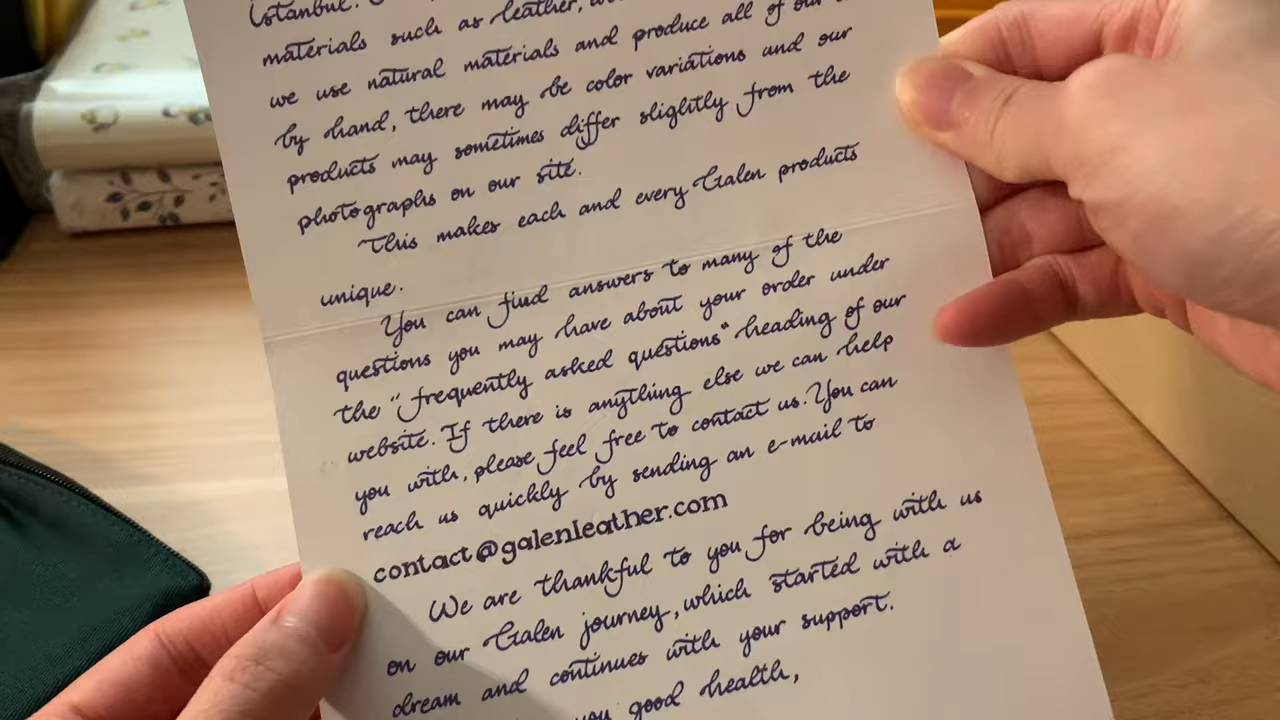 İstanbul.
materials such as leather,
we use natural materials and produce all of our
by hand, there may be color variations and our
products may sometimes differ slightly from the
photographs on our site.
This makes each and every Galen products
unique.
You can find answers to many of the
questions you may have about your order under
the “frequently asked questions“ heading of our
website. If there is anything else we can help
you with, please feel free to contact us. You can
reach us quickly by sending an e-mail to
contact@galenleather.com
We are thankful to you for being with us
on our Galen journey, which started with a
dream and continues with your support.
you good health,